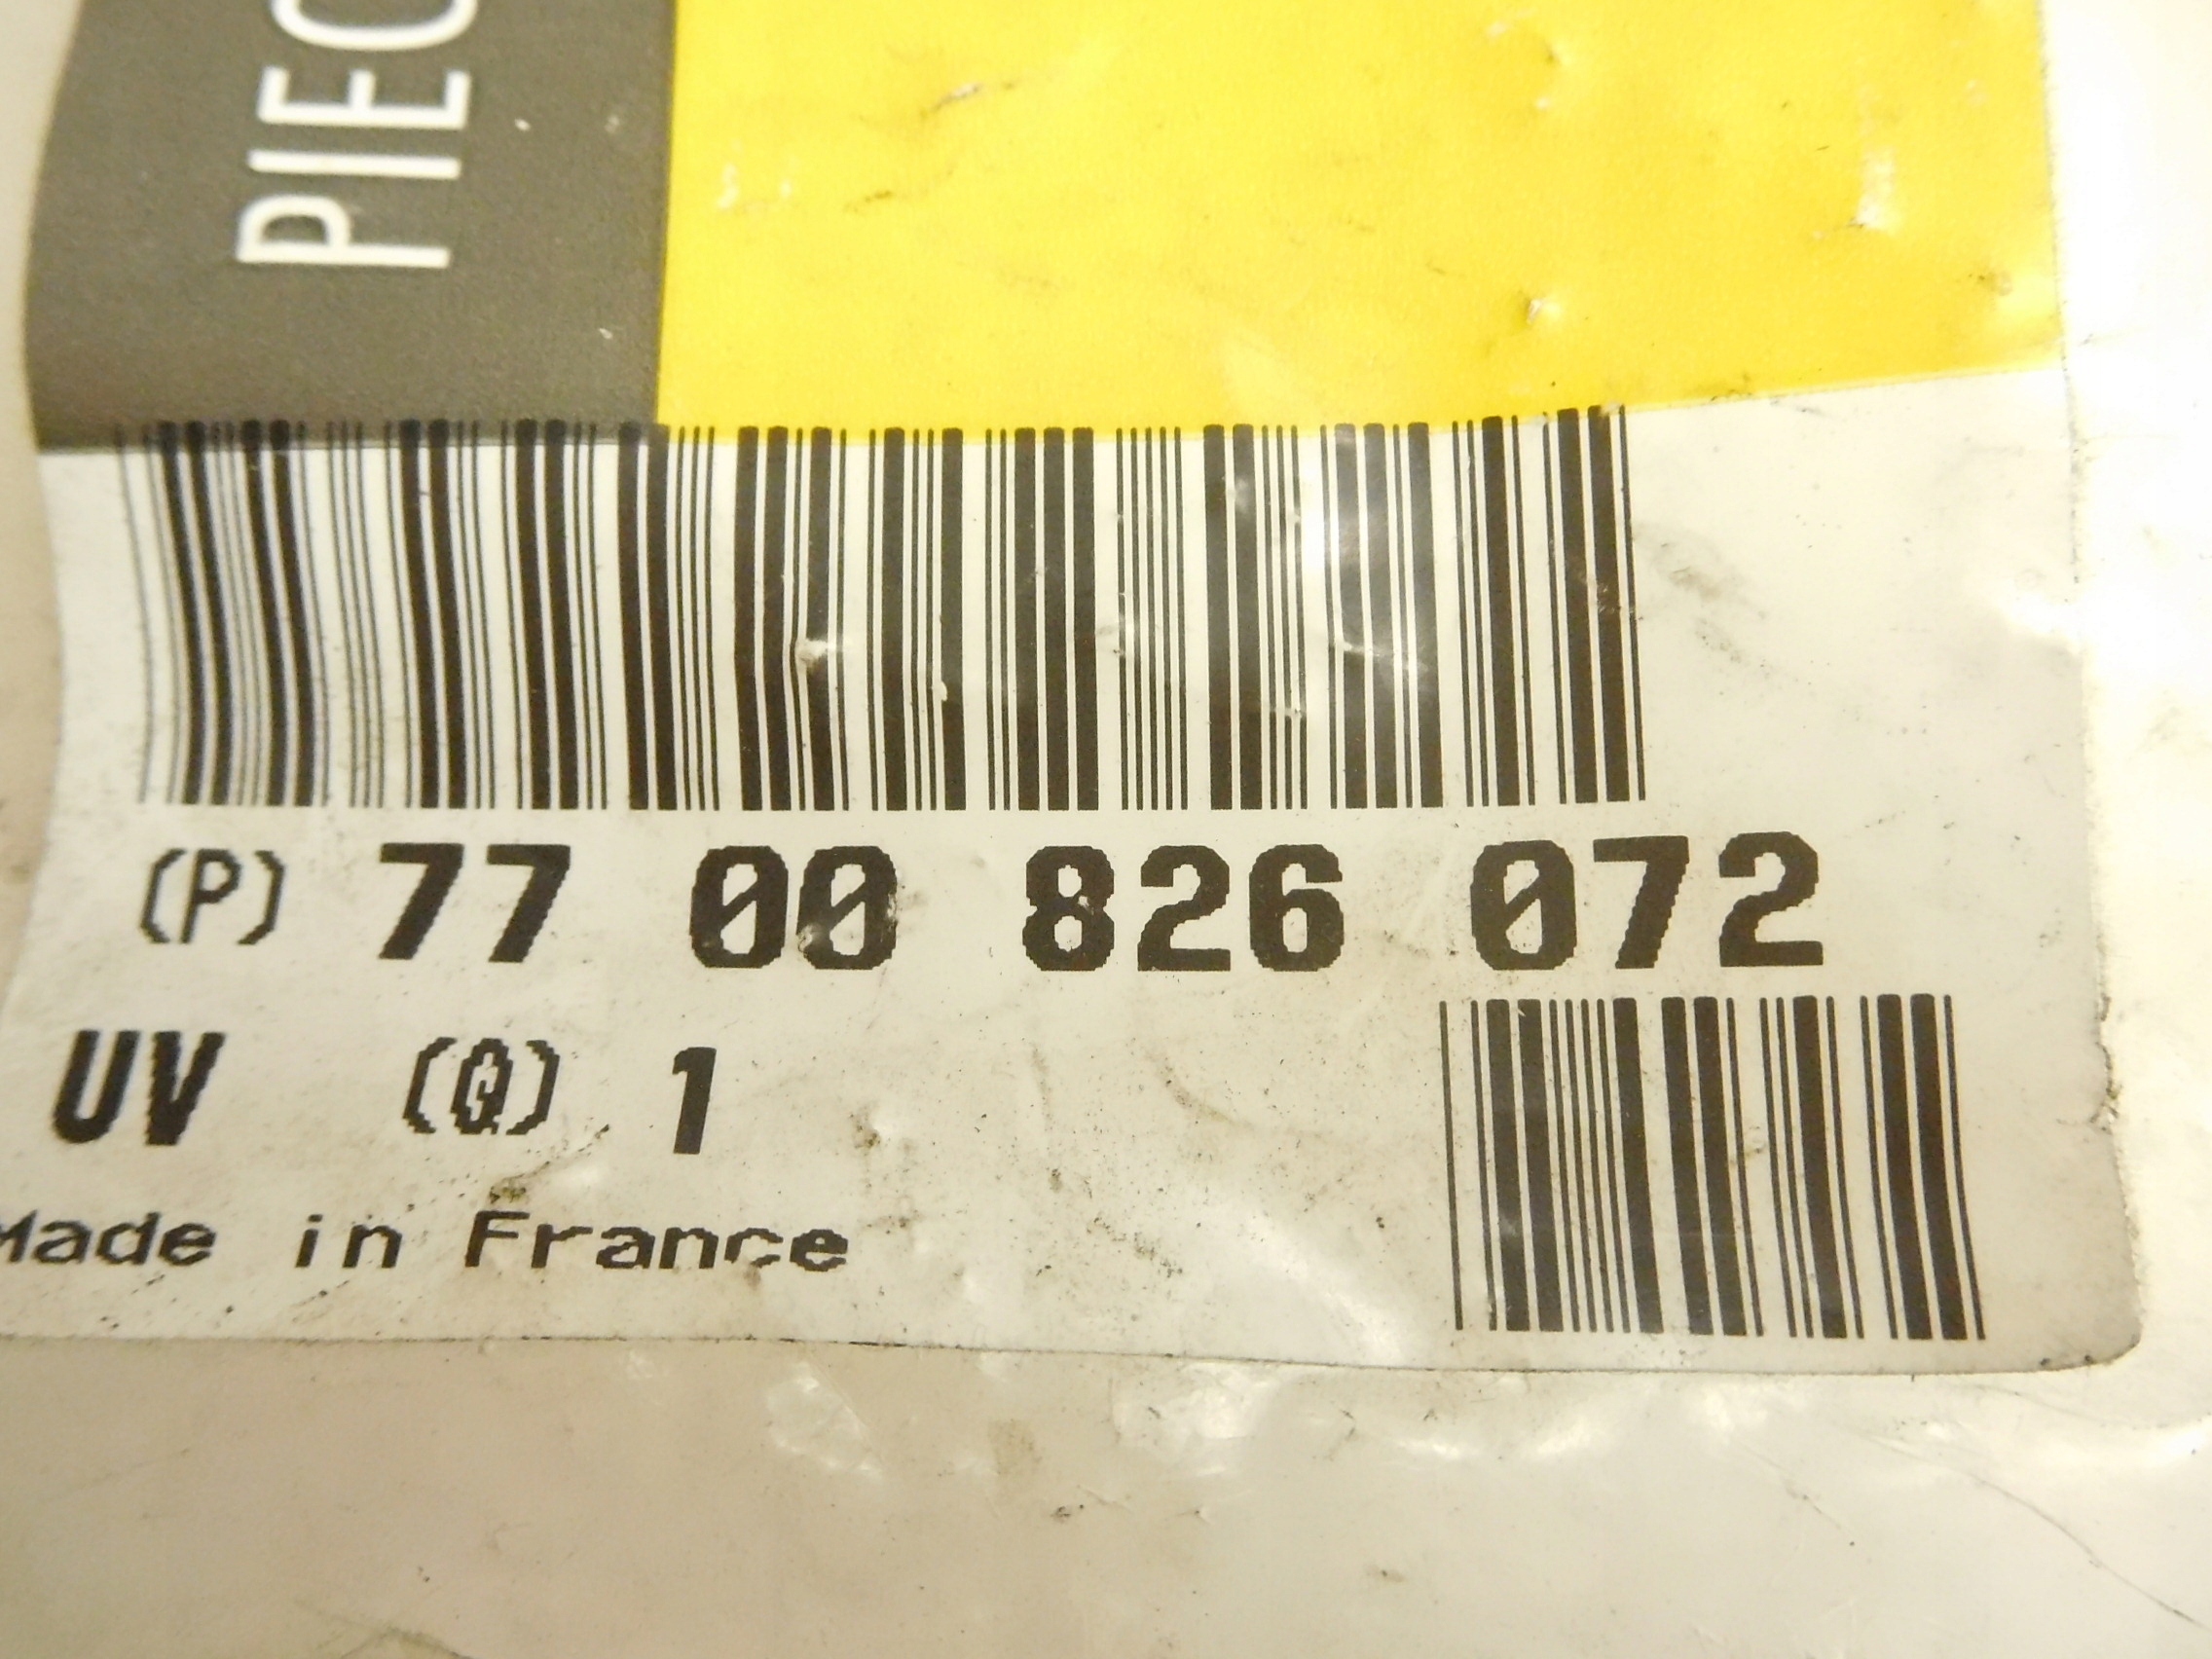 PIEC
(P) 77 00 826 072
UV (Q) 1
Made in France